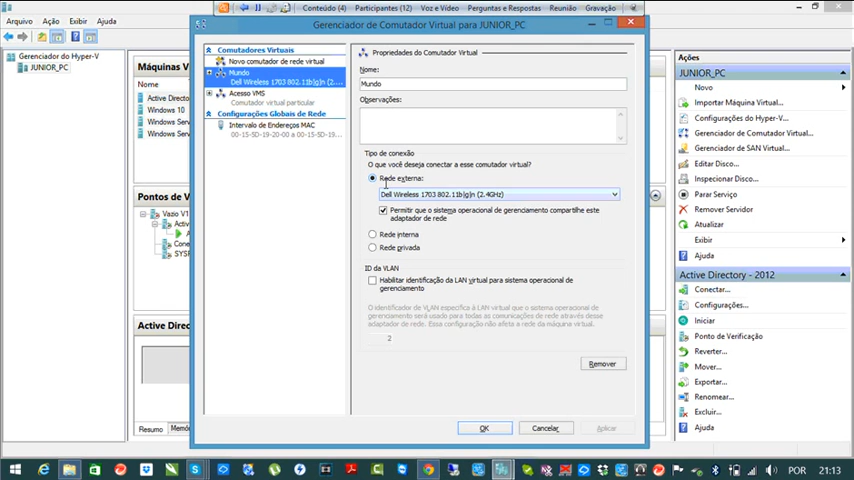 Conteúdo (4)
Participantes (12)
Voz e Vídeo
Perguntas e Respostas
Reunião
Gravação
Arquivo
Ação
Exibir
Ajuda
Gerenciador de Comutador Virtual para JUNIOR_PC
Gerenciador do Hyper-V
JUNIOR_PC
Máquinas V
Nome
Active Directory
Windows 10
Windows Serv
Windows Serv
Pontos de V
Vazio V1
Active Direct
Comutadores Virtuais
Novo comutador de rede virtual
Mundo
Dell Wireless 1703 802.11b|g|n (2....
Acesso VMS
Comutador virtual particular
Configurações Globais de Rede
Intervalo de Endereços MAC
00-15-5D-19-20-00 a 00-15-5D-19-2...
Propriedades do Comutador Virtual
Nome:
Mundo
Observações:
Tipo de conexão
O que você deseja conectar a esse comutador virtual?
Rede externa:
Dell Wireless 1703 802.11b|g|n (2.4GHz)
Permitir que o sistema operacional de gerenciamento compartilhe este
adaptador de rede
Rede interna
Rede privada
ID da VLAN
Habilitar identificação da LAN virtual para sistema operacional de
gerenciamento
O identificador de VLAN especifica a LAN virtual que o sistema operacional de
gerenciamento usará para todas as comunicações de rede através desse
adaptador de rede. Essa configuração não afeta a rede da máquina virtual.
2
Remover
OK
Cancelar
Aplicar
Resumo
Ações
JUNIOR_PC
Novo
Importar Máquina Virtual...
Configurações do Hyper-V...
Gerenciador de Comutador Virtual...
Gerenciador de SAN Virtual...
Editar Disco...
Inspecionar Disco...
Parar Serviço
Remover Servidor
Atualizar
Exibir
Ajuda
Active Directory - 2012
Conectar...
Configurações...
Iniciar
Ponto de Verificação
Reverter...
Mover...
Exportar...
Renomear...
Excluir...
Ajuda
POR
21:13